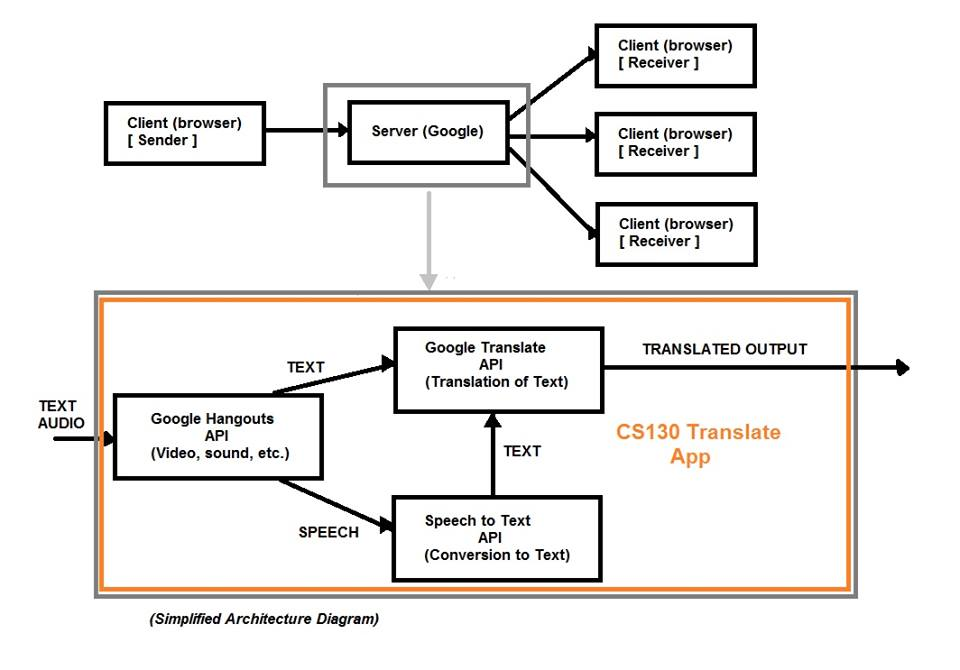 Client (browser)
[ Receiver ]
Client (browser)
[ Sender ]
Server (Google)
Client (browser)
[ Receiver ]
Client (browser)
[ Receiver ]
Google Translate
API
(Translation of Text)
TRANSLATED OUTPUT
TEXT
TEXT
AUDIO
Google Hangouts
API
(Video, sound, etc.)
CS130 Translate
App
TEXT
SPEECH
Speech to Text
API
(Conversion to Text)
(Simplified Architecture Diagram)